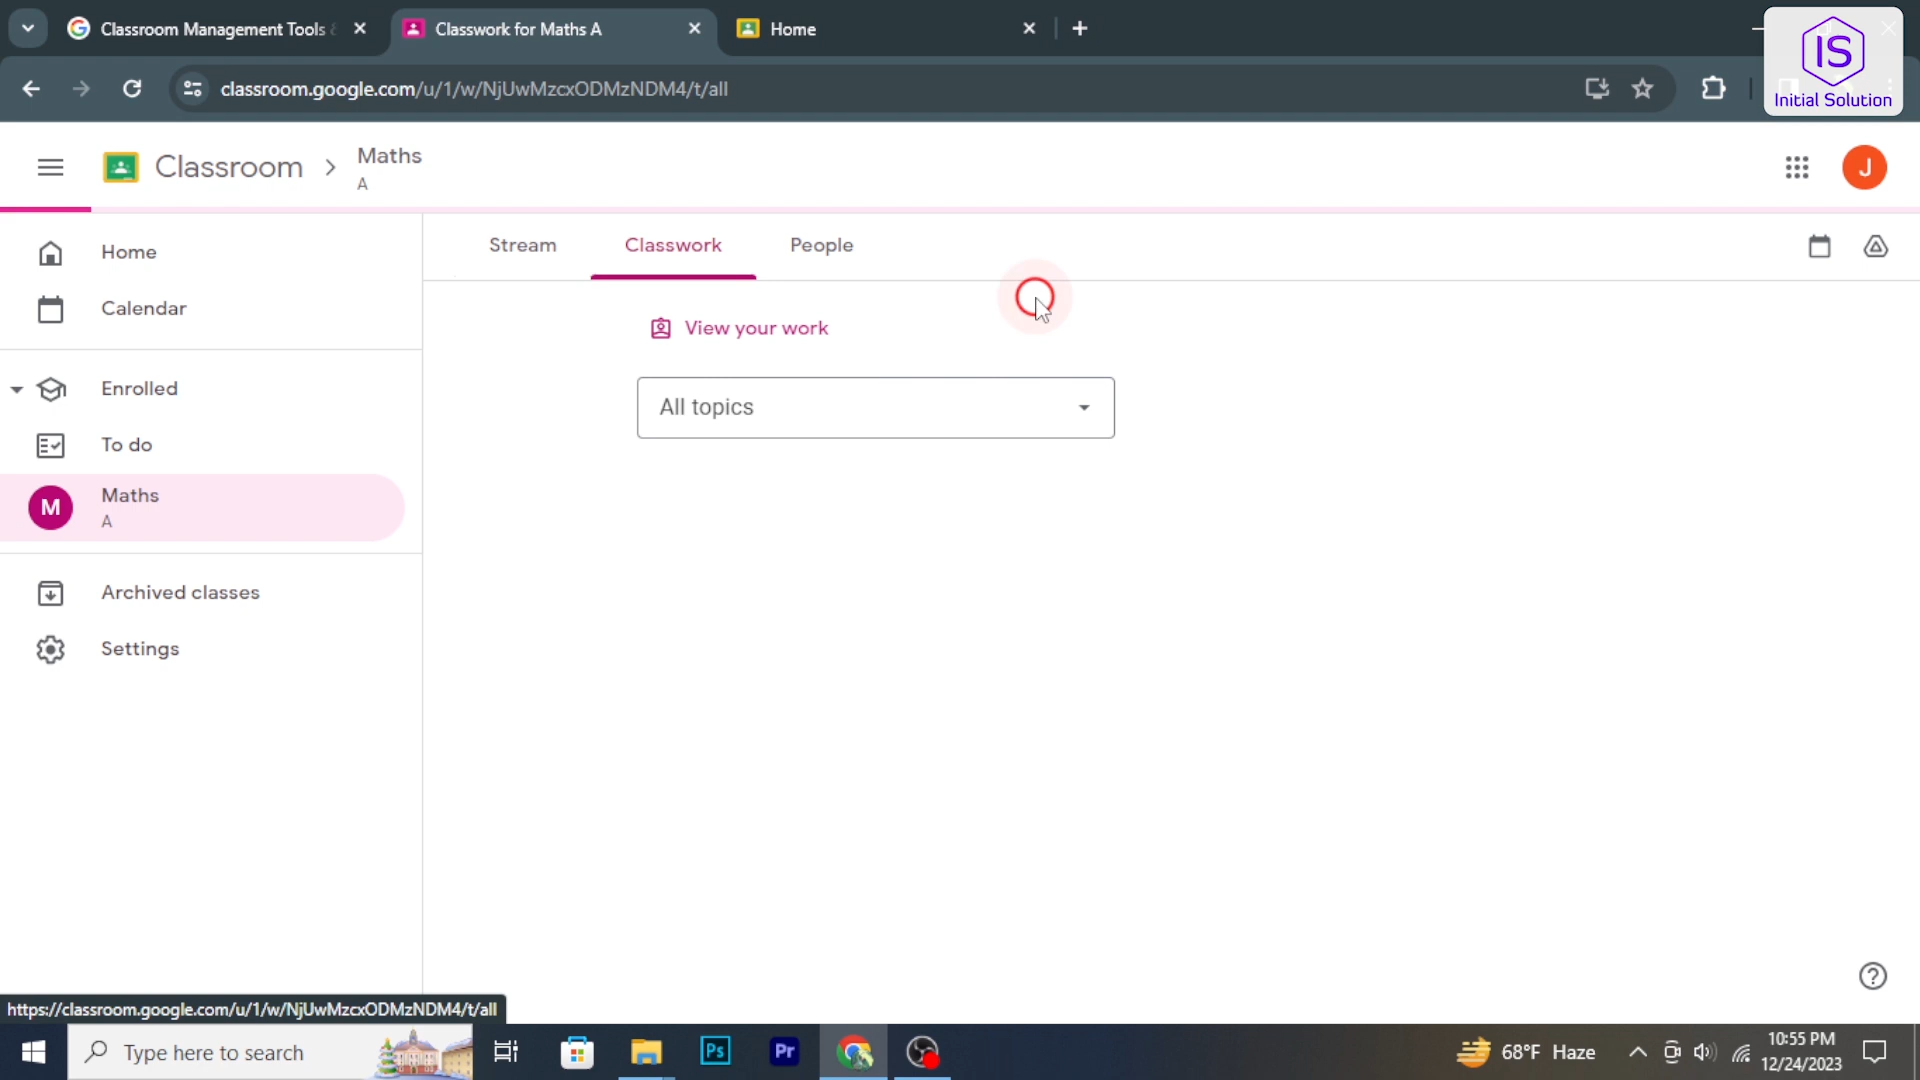 Classroom Management Tools &
Classwork for Maths A
Home
IS
Initial Solution
classroom.google.com/u/1/w/NjUwMzcxODMzNDM4/t/all
Classroom
Maths
A
J
Home
Calendar
Enrolled
To do
M
Maths
A
Archived classes
Settings
Stream
Classwork
People
View your work
All topics
https://classroom.google.com/u/1/w/NjUwMzcxODMzNDM4/t/all
Type here to search
Ps
Pr
68°F Haze
10:55 PM
12/24/2023